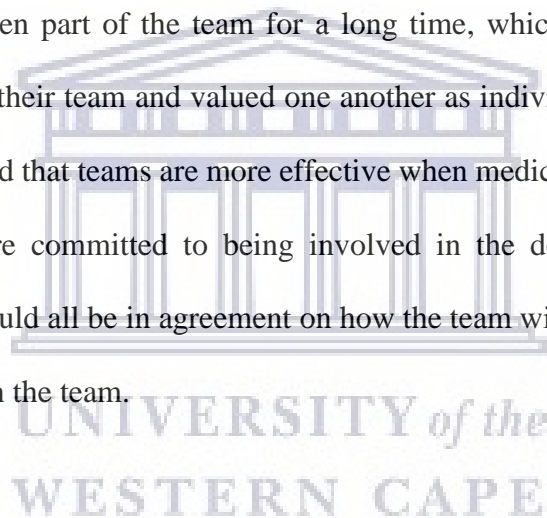 en part of the team for a long time, whic
their team and valued one another as indivi
d that teams are more effective when medic
re committed to being involved in the de
uld all be in agreement on how the team wi
n the team.
UNIVERSITY of the
WESTERN CAPE